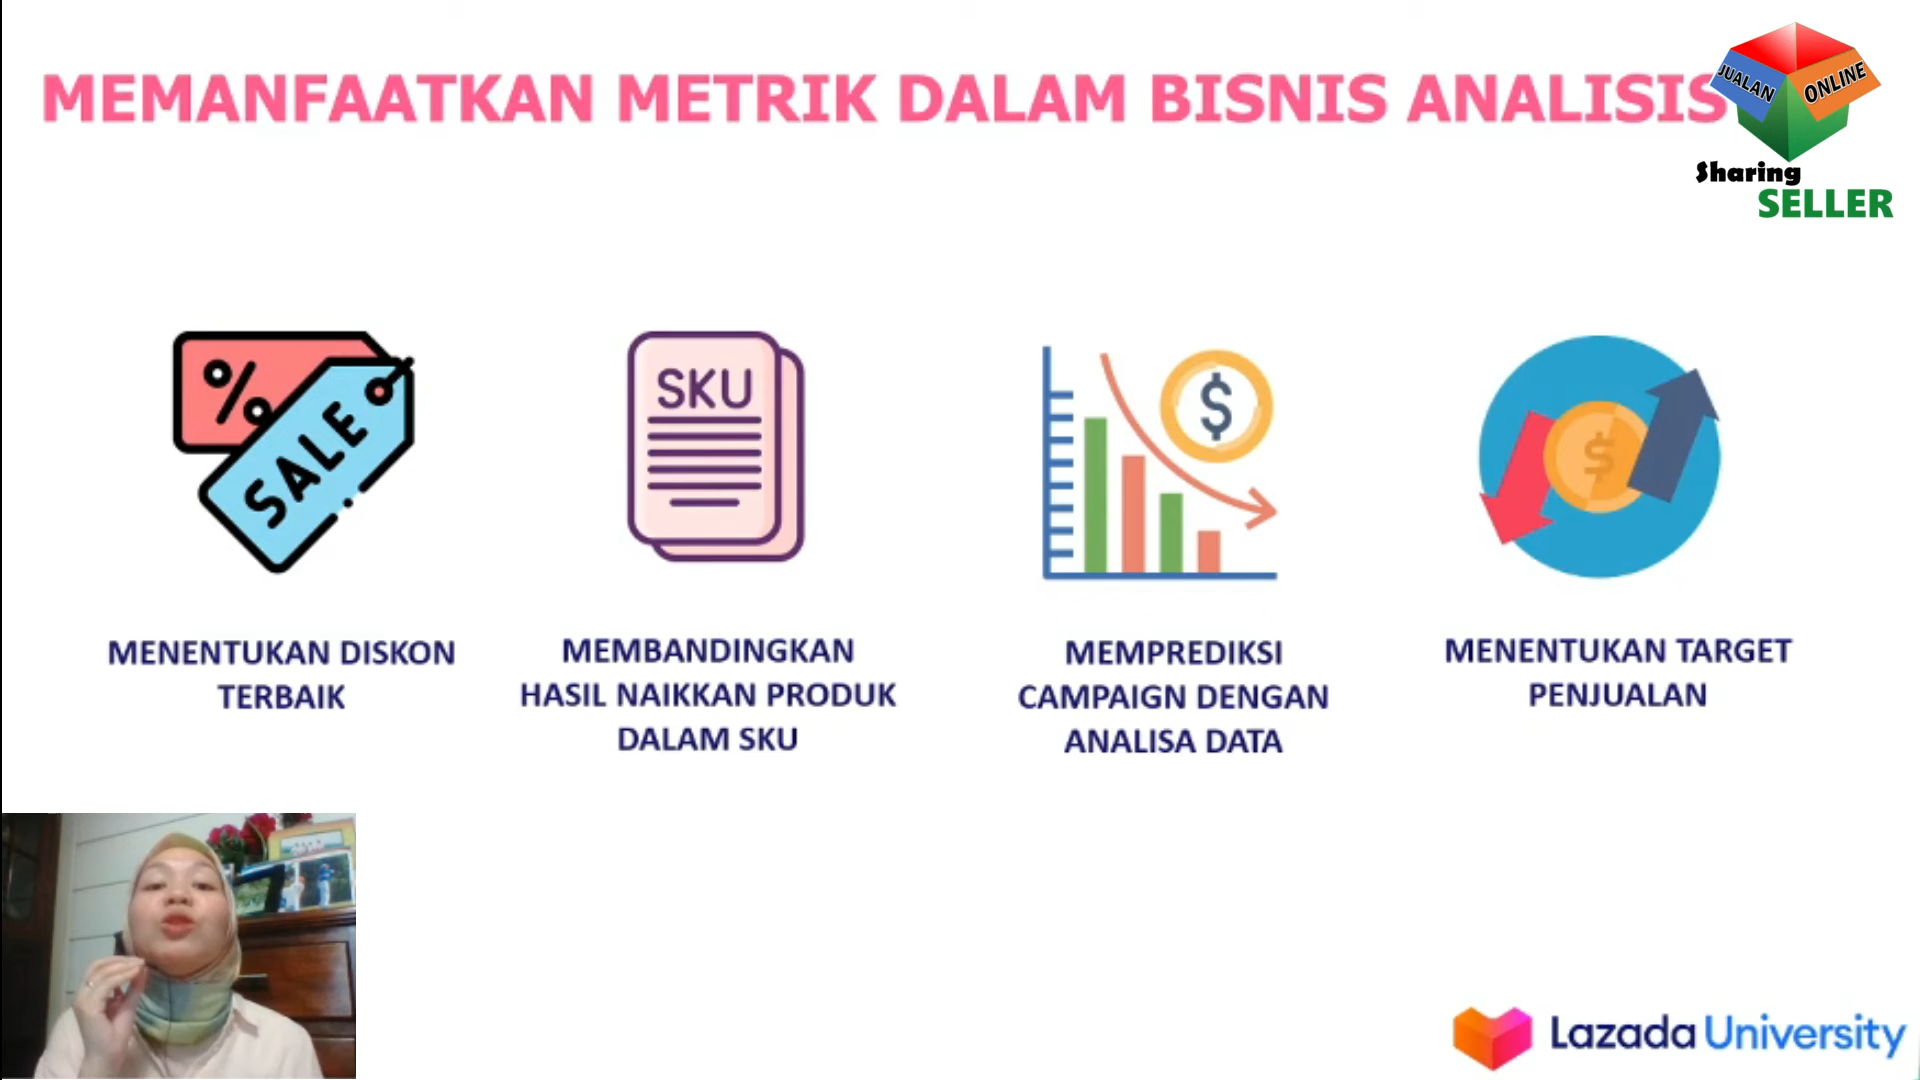 MEMANFAATKAN METRIK DALAM BISNIS ANALISIS
JUALAN ONLINE
Sharing
SELLER
%
SALE
SKU
$
$
MENENTUKAN DISKON
TERBAIK
MEMBANDINGKAN
HASIL NAIKKAN PRODUK
DALAM SKU
MEMPREDIKSI
CAMPAIGN DENGAN
ANALISA DATA
MENENTUKAN TARGET
PENJUALAN
Lazada University